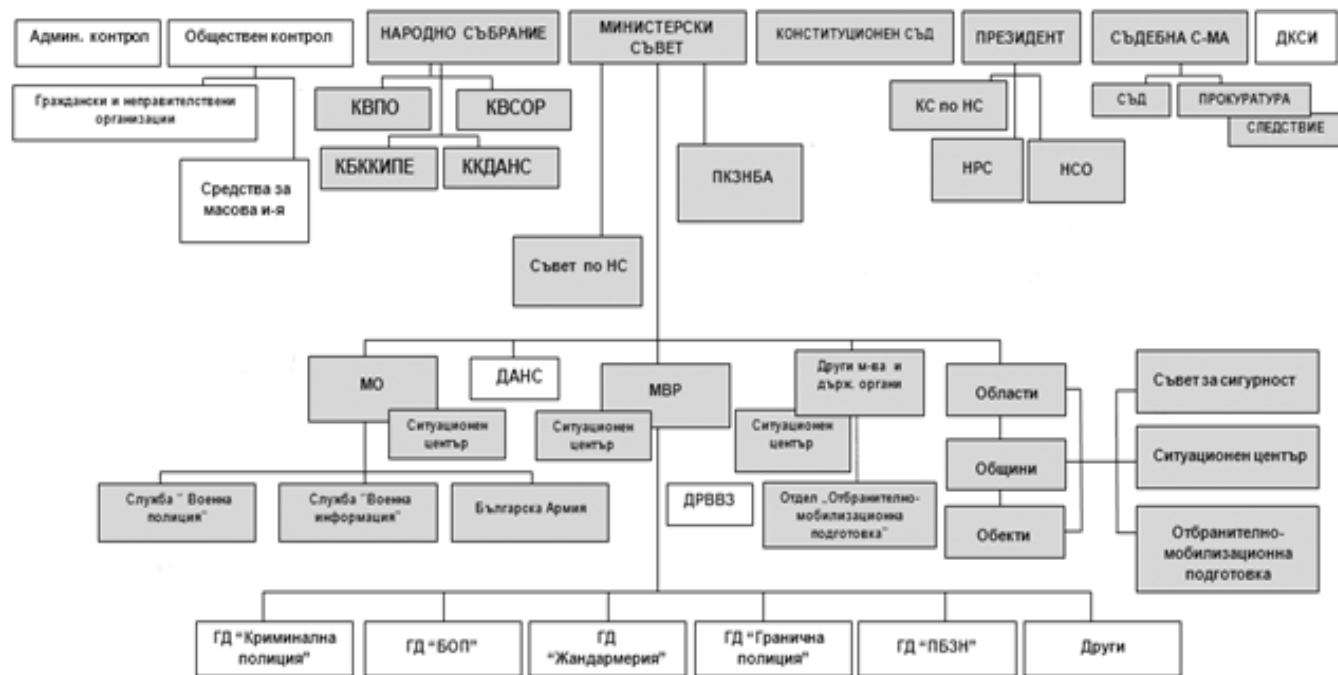 Админ. контрол
Обществен контрол
НАРОДНО СЪБРАНИЕ
МИНИСТЕРСКИ
СЪВЕТ
КОНСТИТУЦИОНЕН СЪД
ПРЕЗИДЕНТ
СЪДЕБНА С-МА
ДКСИ
Граждански и неправителствени
организации
Средства за
масова и-я
КВПО
КВСОР
КБККИПЕ
ККДАНС
Съвет по НС
ПКЗНБА
КС по НС
НРС
НСО
СЪД
ПРОКУРАТУРА
СЛЕДСТВИЕ
МО
Ситуационен
център
ДАНС
МВР
Ситуационен
център
Други м-ва и
държ. органи
Ситуационен
център
Области
Общини
Обекти
Съвет за сигурност
Ситуационен център
Отбранително-
мобилизационна
подготовка
Служба " Военна
полиция"
Служба "Военна
информация"
Българска Армия
ДРВВЗ
Отдел „Отбранително-
мобилизационна
подготовка"
ГД "Криминална
полиция"
ГД "БОП"
ГД
"Жандармерия"
ГД "Гранична
полиция"
ГД "ПБЗН"
Други